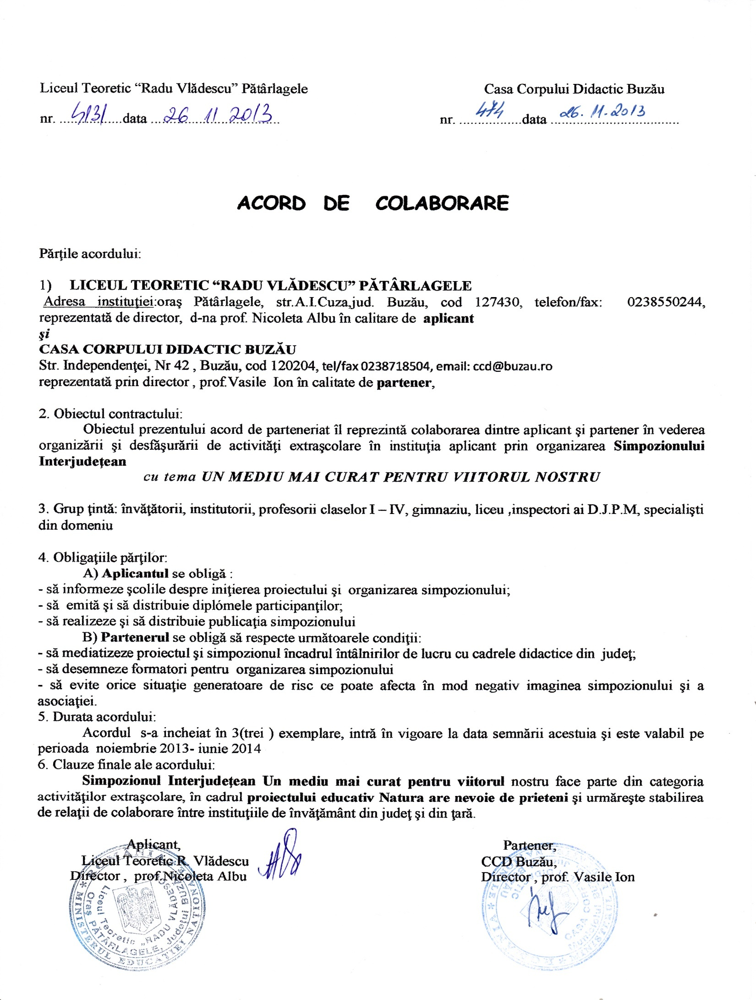 Liceul Teoretic “Radu Vlădescu” Pătârlagele Casa Corpului Didactic Buzău
nr. ..................data ..26 11 2013.. nr. ..474..data ..26.11.2013..
ACORD DE COLABORARE
Părţile acordului:
1) LICEUL TEORETIC “RADU VLĂDESCU” PĂTÂRLAGELE
Adresa instituţiei:oraş Pătârlagele, str.A.I.Cuza,jud. Buzău, cod 127430, telefon/fax: 0238550244,
reprezentată de director, d-na prof. Nicoleta Albu în calitare de aplicant
şi
CASA CORPULUI DIDACTIC BUZĂU
Str. Independenţei, Nr 42 , Buzău, cod 120204, tel/fax 0238718504, email: ccd@buzau.ro
reprezentată prin director , prof.Vasile Ion în calitate de partener,
2. Obiectul contractului:
Obiectul prezentului acord de parteneriat îl reprezintă colaborarea dintre aplicant şi partener în vederea
organizării şi desfăşurării de activităţi extraşcolare în instituţia aplicant prin organizarea Simpozionului
Interjudeţean
cu tema UN MEDIU MAI CURAT PENTRU VIITORUL NOSTRU
3. Grup ţintă: învăţătorii, institutorii, profesorii claselor I – IV, gimnaziu, liceu ,inspectori ai D.J.P.M, specialişti
din domeniu
4. Obligaţiile părţilor:
A) Aplicantul se obligă :
- să informeze şcolile despre iniţierea proiectului şi organizarea simpozionului;
- să emită şi să distribuie diplómele participanţilor;
- să realizeze şi să distribuie publicaţia simpozionului
B) Partenerul se obligă să respecte următoarele condiţii:
- să mediatizeze proiectul şi simpozionul încadrul întâlnirilor de lucru cu cadrele didactice din judeţ;
- să desemneze formatori pentru organizarea simpozionului
- să evite orice situaţie generatoare de risc ce poate afecta în mod negativ imaginea simpozionului şi a
asociaţiei.
5. Durata acordului:
Acordul s-a incheiat în 3(trei ) exemplare, intră în vigoare la data semnării acestuia şi este valabil pe
perioada noiembrie 2013- iunie 2014
6. Clauze finale ale acordului:
Simpozionul Interjudeţean Un mediu mai curat pentru viitorul nostru face parte din categoria
activităţilor extraşcolare, în cadrul proiectului educativ Natura are nevoie de prieteni şi urmăreşte stabilirea
de relaţii de colaborare între instituţiile de învăţământ din judeţ şi din ţară.
Aplicant, Partener,
Liceul Teoretic R. Vlădescu CCD Buzău,
Director , prof.Nicoleta Albu Director , prof. Vasile Ion
ROMÂNIA * MINISTERUL EDUCAŢIEI NAŢIONALE *
Oraş PĂTÂRLAGELE, Judeţul BUZĂU
Liceul Teoretic „RADU VLĂDESCU”